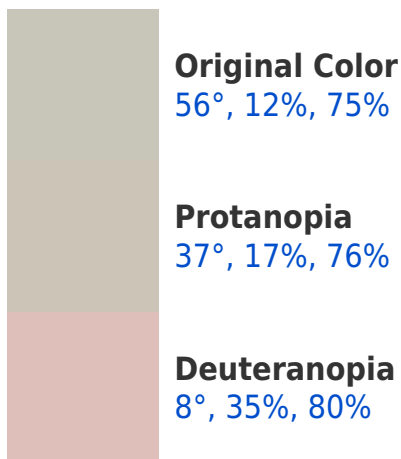 Original Color
56°, 12%, 75%
Protanopia
37°, 17%, 76%
Deuteranopia
8°, 35%, 80%